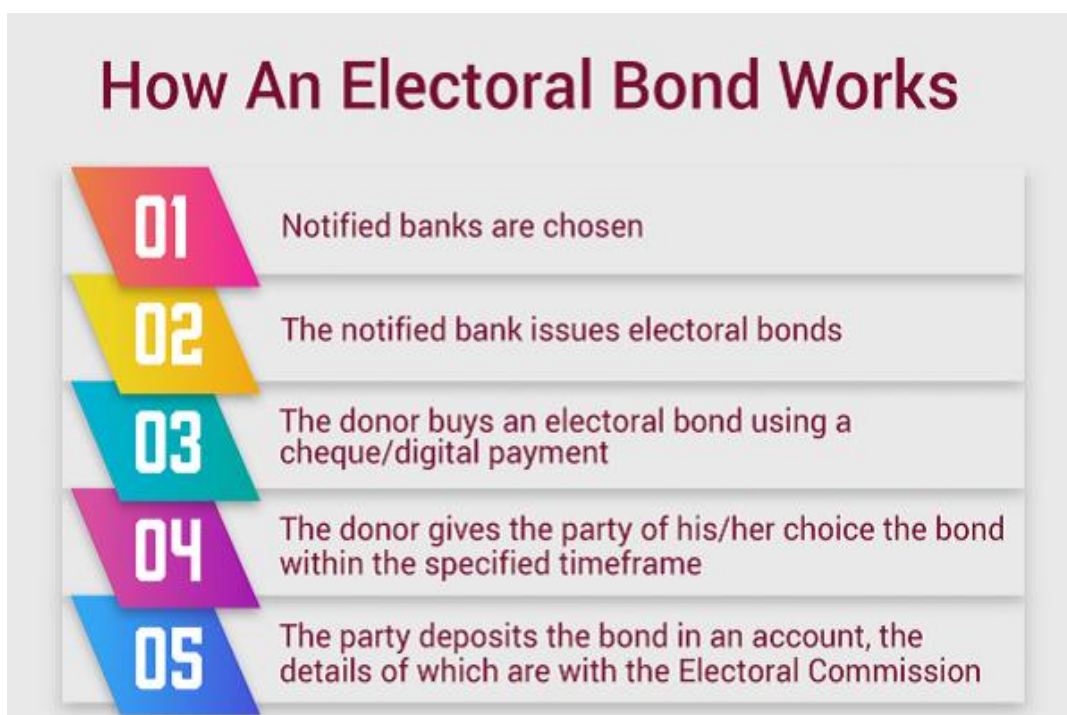 How An Electoral Bond Works
01
Notified banks are chosen
02
The notified bank issues electoral bonds
03
The donor buys an electoral bond using a
cheque/digital payment
04
The donor gives the party of his/her choice the bond
within the specified timeframe
05
The party deposits the bond in an account, the
details of which are with the Electoral Commission